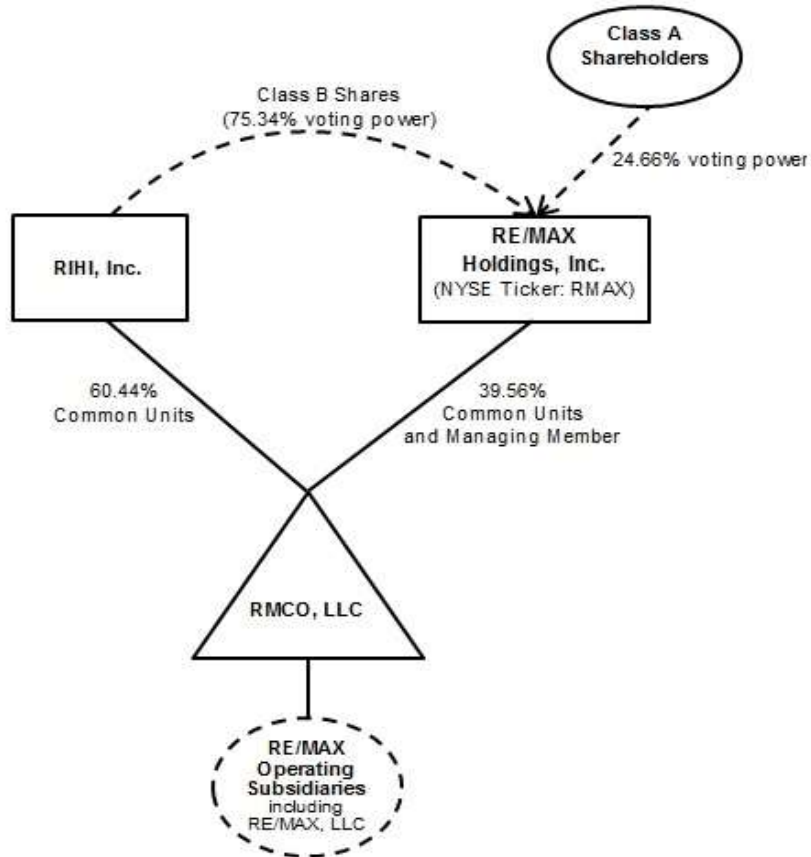 Class A
Shareholders
Class B Shares
(75.34% voting power)
24.66% voting power
RIHI, Inc.
RE/MAX
Holdings, Inc.
(NYSE Ticker: RMAX)
60.44%
Common Units
39.56%
Common Units
and Managing Member
RMCO, LLC
RE/MAX
Operating
Subsidiaries
including
RE/MAX, LLC